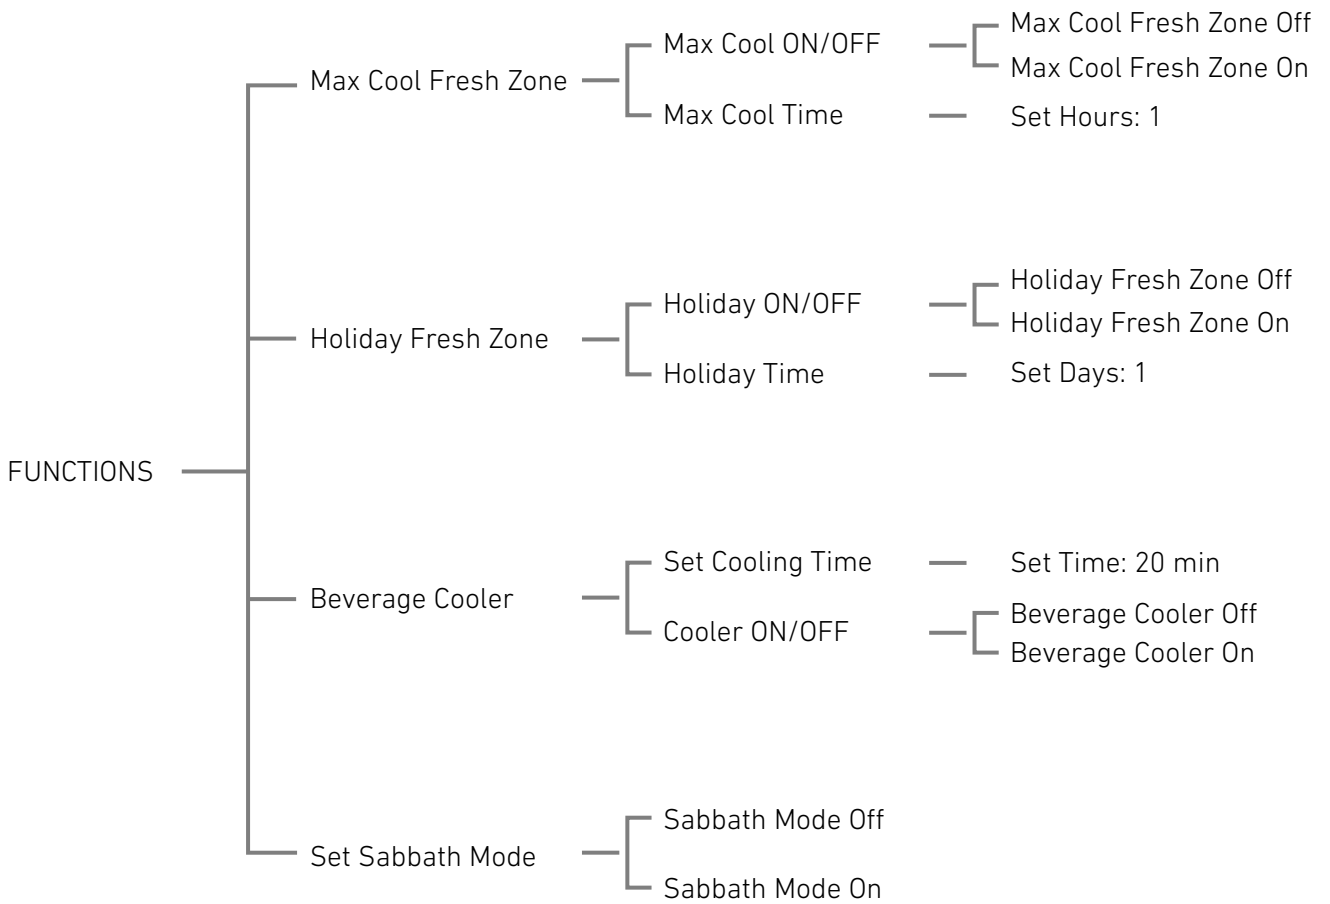 Max Cool Fresh Zone
Max Cool ON/OFF
Max Cool Fresh Zone Off
Max Cool Fresh Zone On
Max Cool Time
Set Hours: 1
Holiday Fresh Zone
Holiday ON/OFF
Holiday Fresh Zone Off
Holiday Fresh Zone On
Holiday Time
Set Days: 1
FUNCTIONS
Beverage Cooler
Set Cooling Time
Set Time: 20 min
Cooler ON/OFF
Beverage Cooler Off
Beverage Cooler On
Set Sabbath Mode
Sabbath Mode Off
Sabbath Mode On